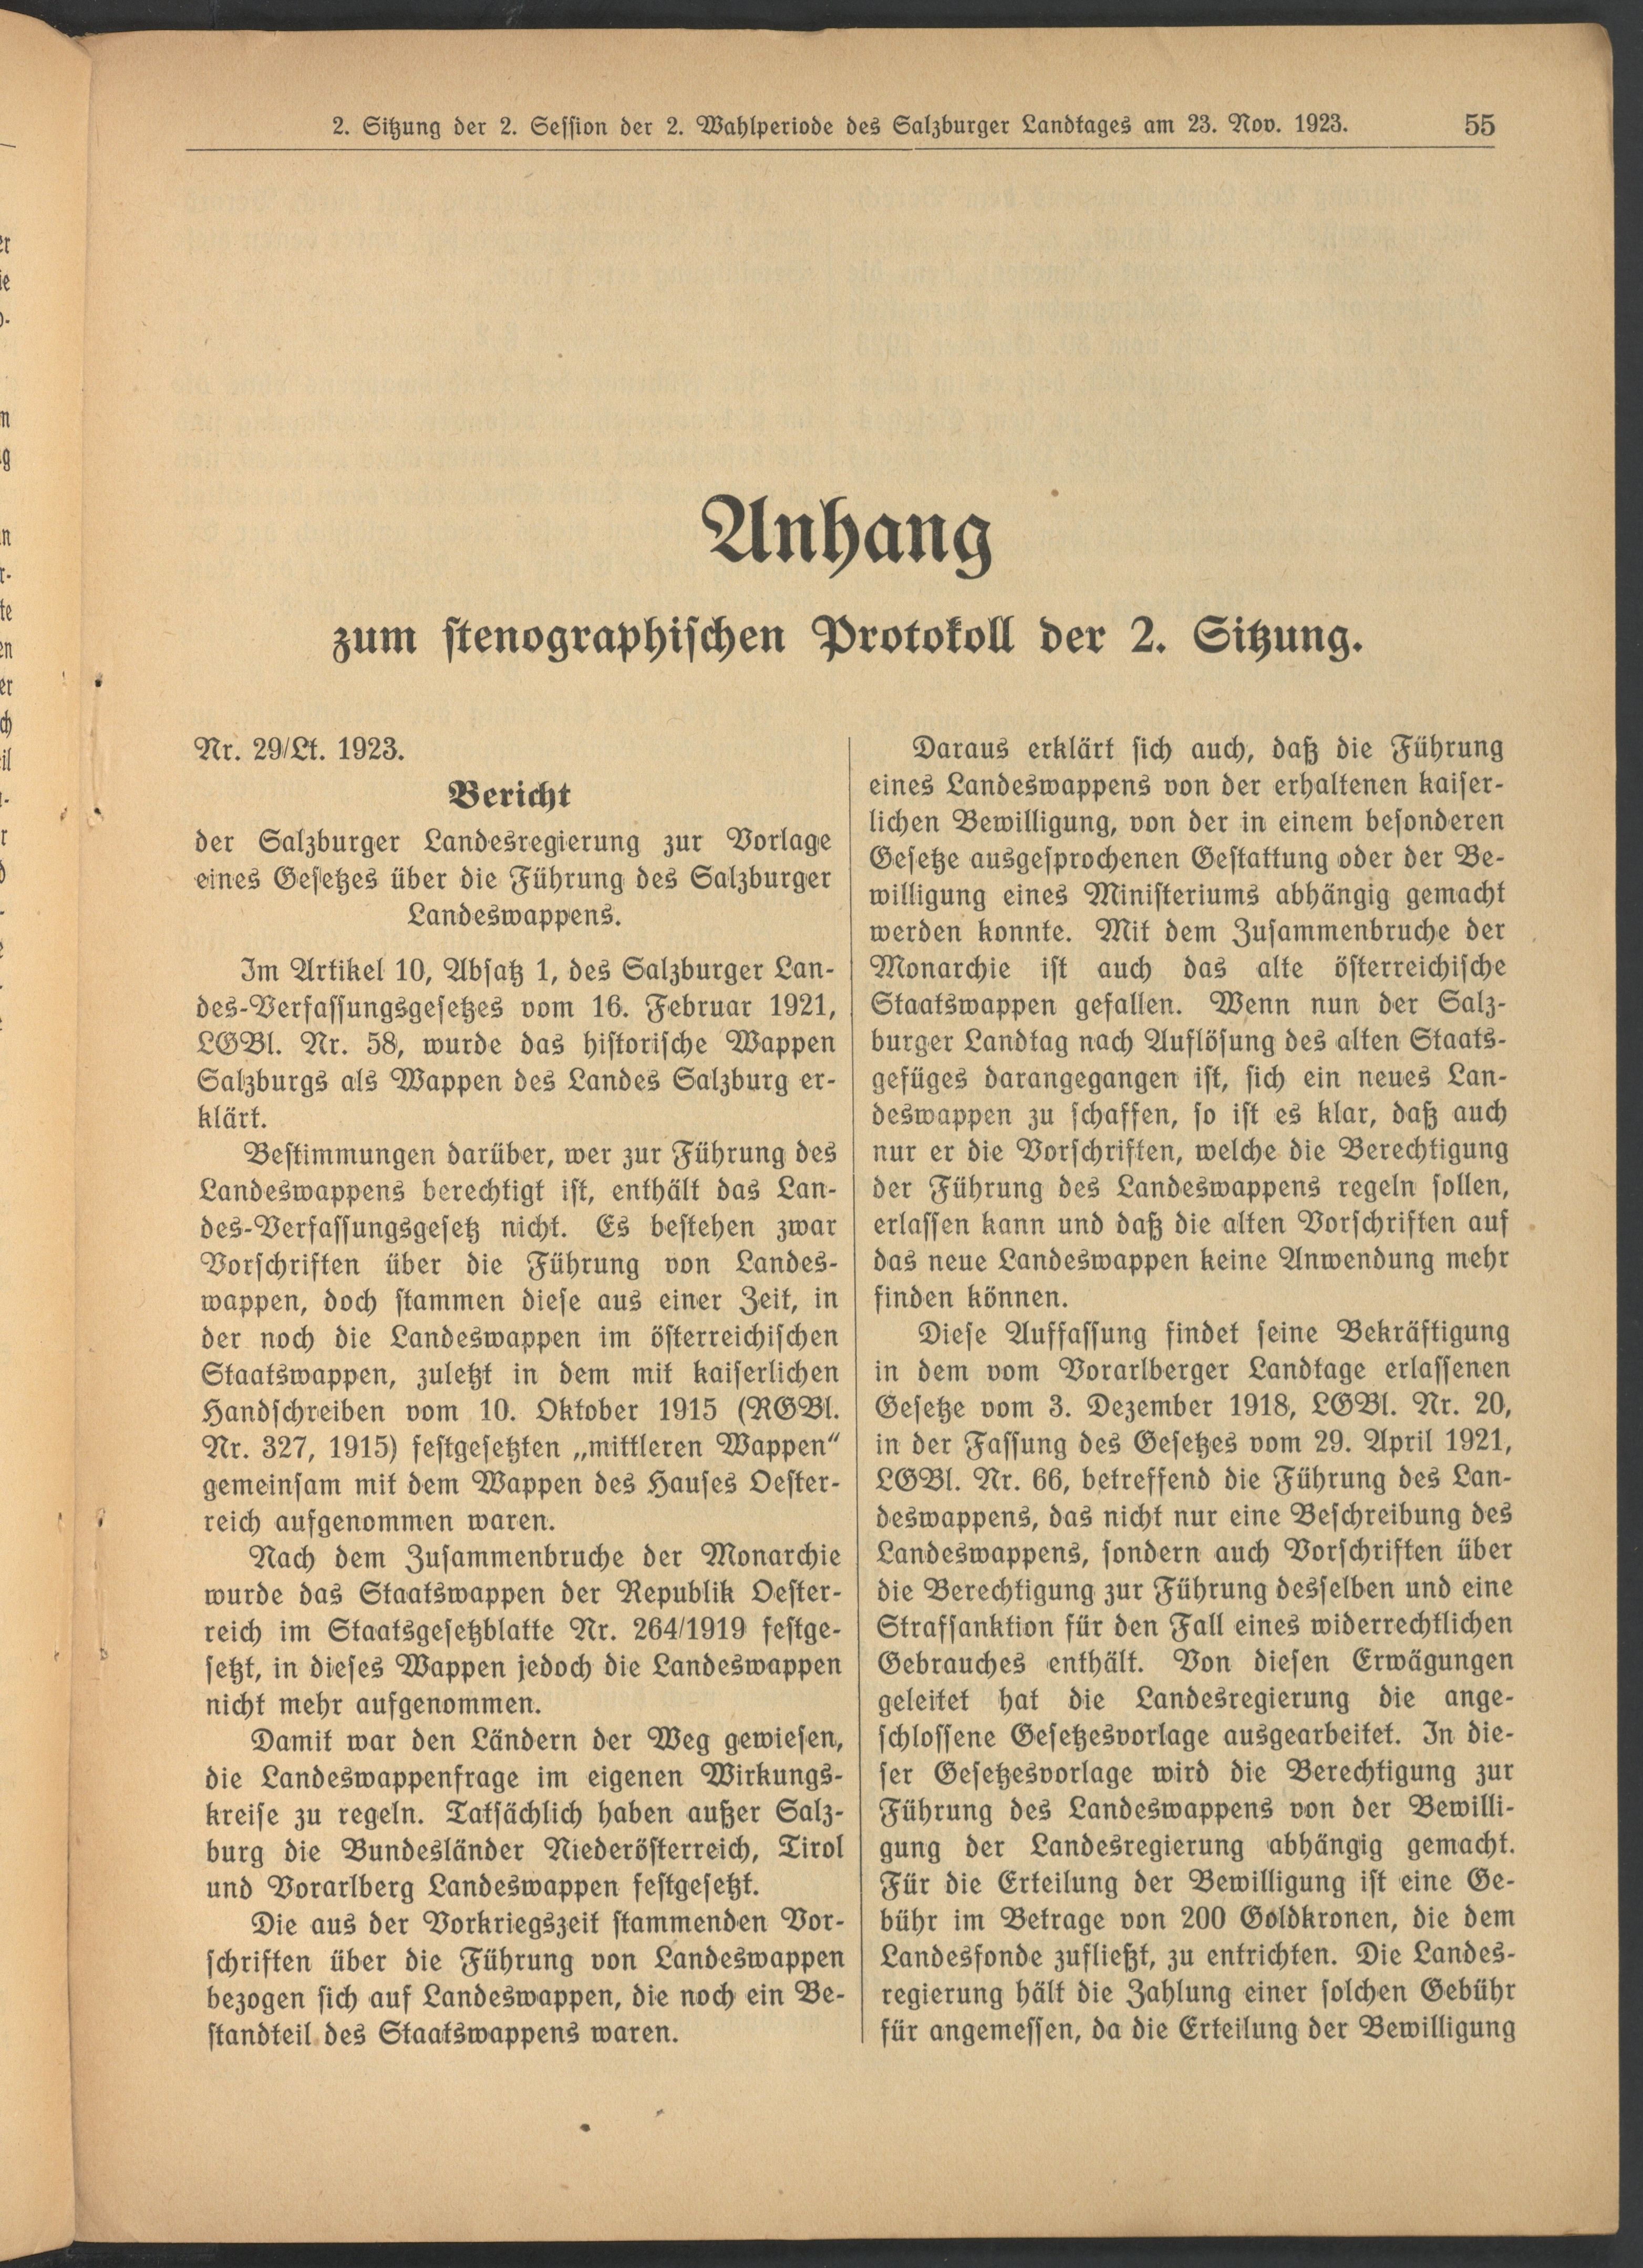 2. Sitzung der 2. Session der 2. Wahlperiode des Salzburger Landtages am 23. Nov. 1923. 55
Anhang
zum stenographischen Protokoll der 2. Sitzung.
Nr. 29/Lt. 1923.
Bericht
der Salzburger Landesregierung zur Vorlage
eines Gesetzes über die Führung des Salzburger
Landeswappens.
Im Artikel 10, Absatz 1, des Salzburger Lan-
des-Verfassungsgesetzes vom 16. Februar 1921,
LGBl. Nr. 58, wurde das historische Wappen
Salzburgs als Wappen des Landes Salzburg er-
klärt.
Bestimmungen darüber, wer zur Führung des
Landeswappens berechtigt ist, enthält das Lan-
des-Verfassungsgesetz nicht. Es bestehen zwar
Vorschriften über die Führung von Landes-
wappen, doch stammen diese aus einer Zeit, in
der noch die Landeswappen im österreichischen
Staatswappen, zuletzt in dem mit kaiserlichen
Handschreiben vom 10. Oktober 1915 (RGBl.
Nr. 327, 1915) festgesetzten „mittleren Wappen“
gemeinsam mit dem Wappen des Hauses Oester-
reich aufgenommen waren.
Nach dem Zusammenbruche der Monarchie
wurde das Staatswappen der Republik Oester-
reich im Staatsgesetzblatte Nr. 264/1919 festge-
setzt, in dieses Wappen jedoch die Landeswappen
nicht mehr aufgenommen.
Damit war den Ländern der Weg gewiesen,
die Landeswappenfrage im eigenen Wirkungs-
kreise zu regeln. Tatsächlich haben außer Salz-
burg die Bundesländer Niederösterreich, Tirol
und Vorarlberg Landeswappen festgesetzt.
Die aus der Vorkriegszeit stammenden Vor-
schriften über die Führung von Landeswappen
bezogen sich auf Landeswappen, die noch ein Be-
standteil des Staatswappens waren.
Daraus erklärt sich auch, daß die Führung
eines Landeswappens von der erhaltenen kaiser-
lichen Bewilligung, von der in einem besonderen
Gesetze ausgesprochenen Gestattung oder der Be-
willigung eines Ministeriums abhängig gemacht
werden konnte. Mit dem Zusammenbruche der
Monarchie ist auch das alte österreichische
Staatswappen gefallen. Wenn nun der Salz-
burger Landtag nach Auflösung des alten Staats-
gefüges darangegangen ist, sich ein neues Lan-
deswappen zu schaffen, so ist es klar, daß auch
nur er die Vorschriften, welche die Berechtigung
der Führung des Landeswappens regeln sollen,
erlassen kann und daß die alten Vorschriften auf
das neue Landeswappen keine Anwendung mehr
finden können.
Diese Auffassung findet seine Bekräftigung
in dem vom Vorarlberger Landtage erlassenen
Gesetze vom 3. Dezember 1918, LGBl. Nr. 20,
in der Fassung des Gesetzes vom 29. April 1921,
LGBl. Nr. 66, betreffend die Führung des Lan-
deswappens, das nicht nur eine Beschreibung des
Landeswappens, sondern auch Vorschriften über
die Berechtigung zur Führung desselben und eine
Strafsanktion für den Fall eines widerrechtlichen
Gebrauches enthält. Von diesen Erwägungen
geleitet hat die Landesregierung die ange-
schlossene Gesetzesvorlage ausgearbeitet. In die-
ser Gesetzesvorlage wird die Berechtigung zur
Führung des Landeswappens von der Bewilli-
gung der Landesregierung abhängig gemacht.
Für die Erteilung der Bewilligung ist eine Ge-
bühr im Betrage von 200 Goldkronen, die dem
Landesfonde zufließt, zu entrichten. Die Landes-
regierung hält die Zahlung einer solchen Gebühr
für angemessen, da die Erteilung der Bewilligung